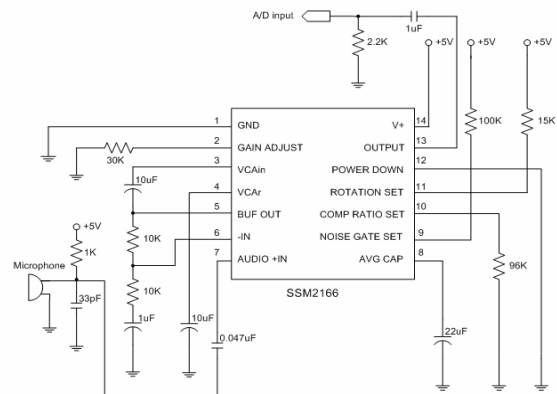 A/D input
1uF
2.2K
+5V
+5V
+5V
1
GND
V+
14
100K
15K
2
GAIN ADJUST
OUTPUT
13
30K
3
VCAin
POWER DOWN
12
10uF
4
VCAr
ROTATION SET
11
5
BUF OUT
COMP RATIO SET
10
+5V
10K
6
-IN
NOISE GATE SET
9
1K
7
AUDIO +IN
AVG CAP
8
96K
Microphone
10K
SSM2166
33pF
1uF
10uF
0.047uF
22uF